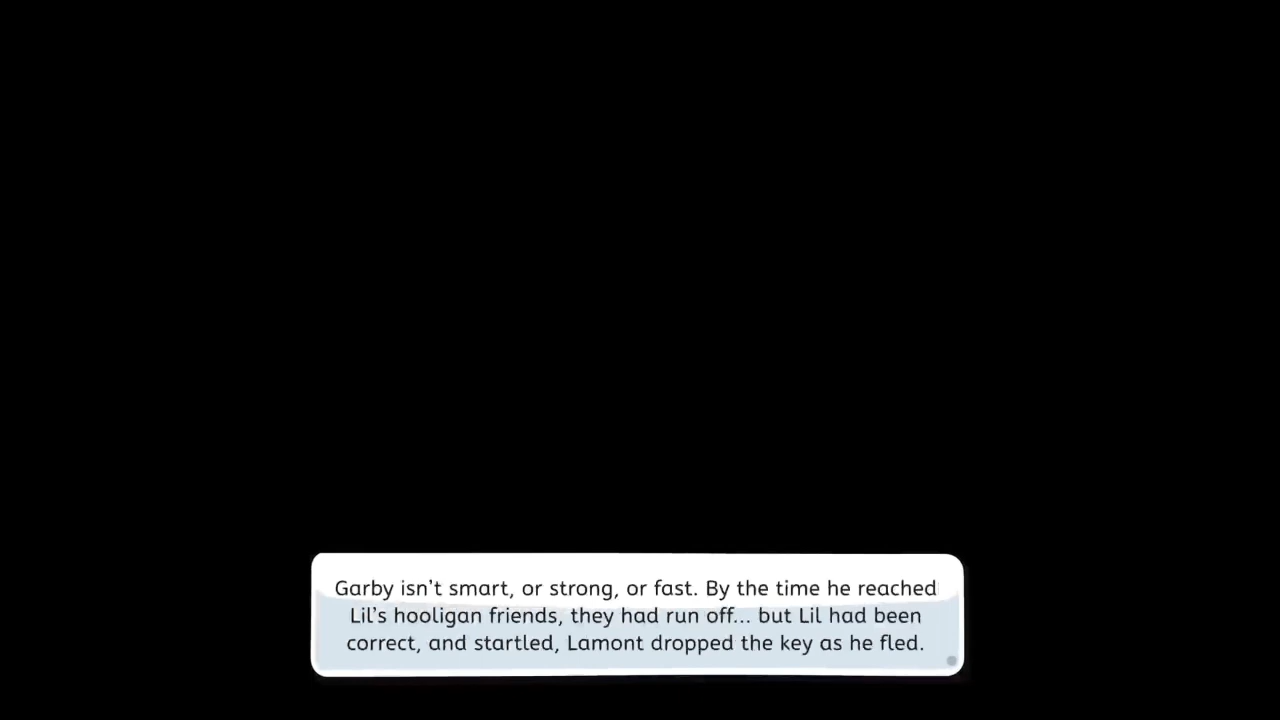 Garby isn't smart, or strong, or fast. By the time he reached
Lil's hooligan friends, they had run off... but Lil had been
correct, and startled, Lamont dropped the key as he fled.